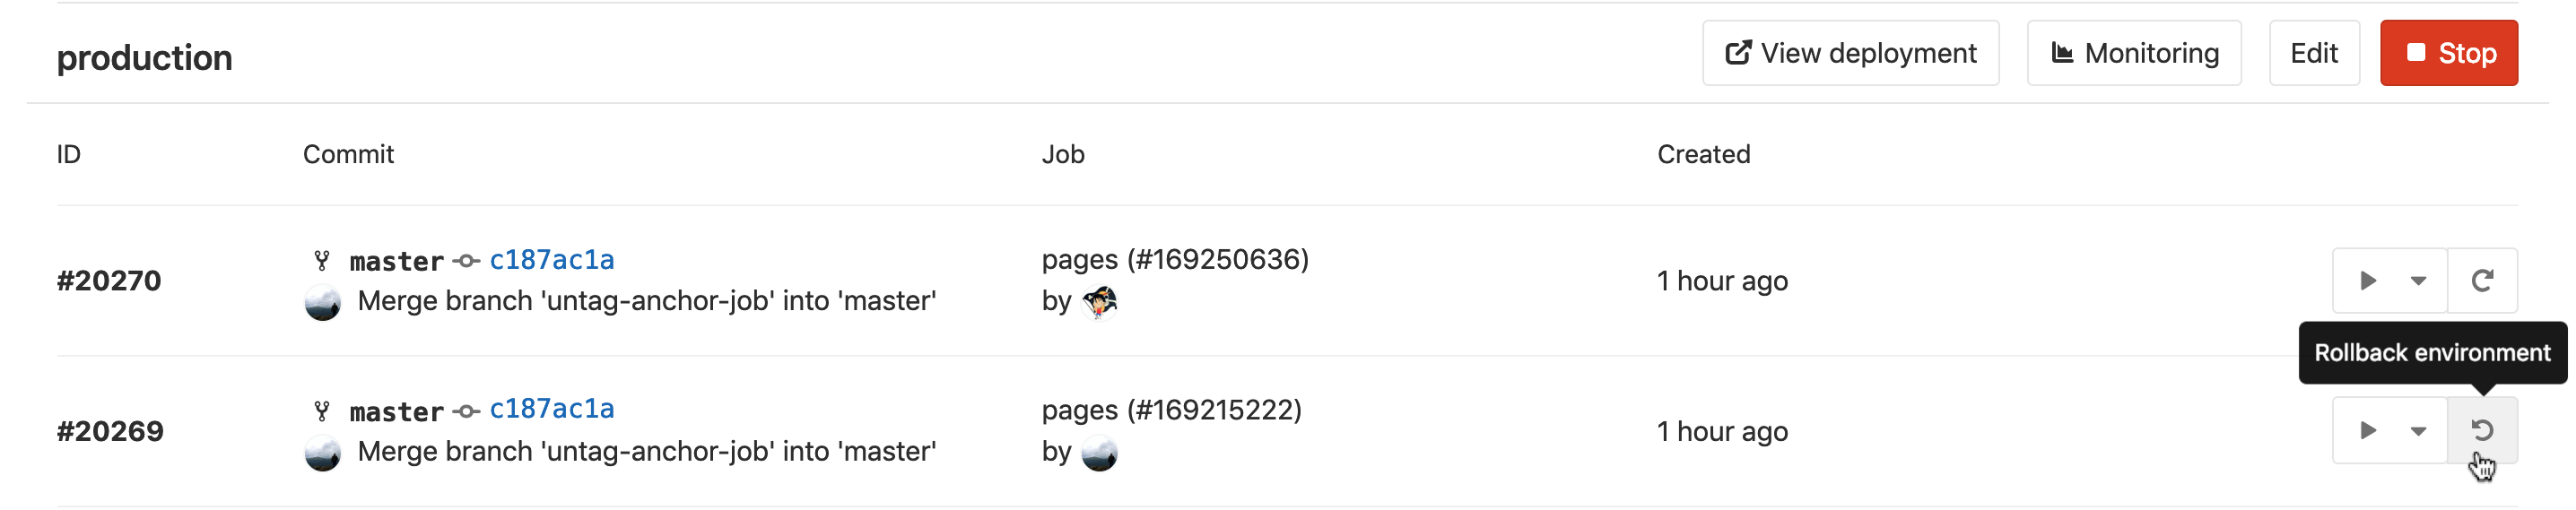 production
View deployment
Monitoring
Edit
Stop
ID
Commit
Job
Created
#20270
master c187ac1a
Merge branch 'untag-anchor-job' into 'master'
pages (#169250636)
by
1 hour ago
Rollback environment
#20269
master c187ac1a
Merge branch 'untag-anchor-job' into 'master'
pages (#169215222)
by
1 hour ago